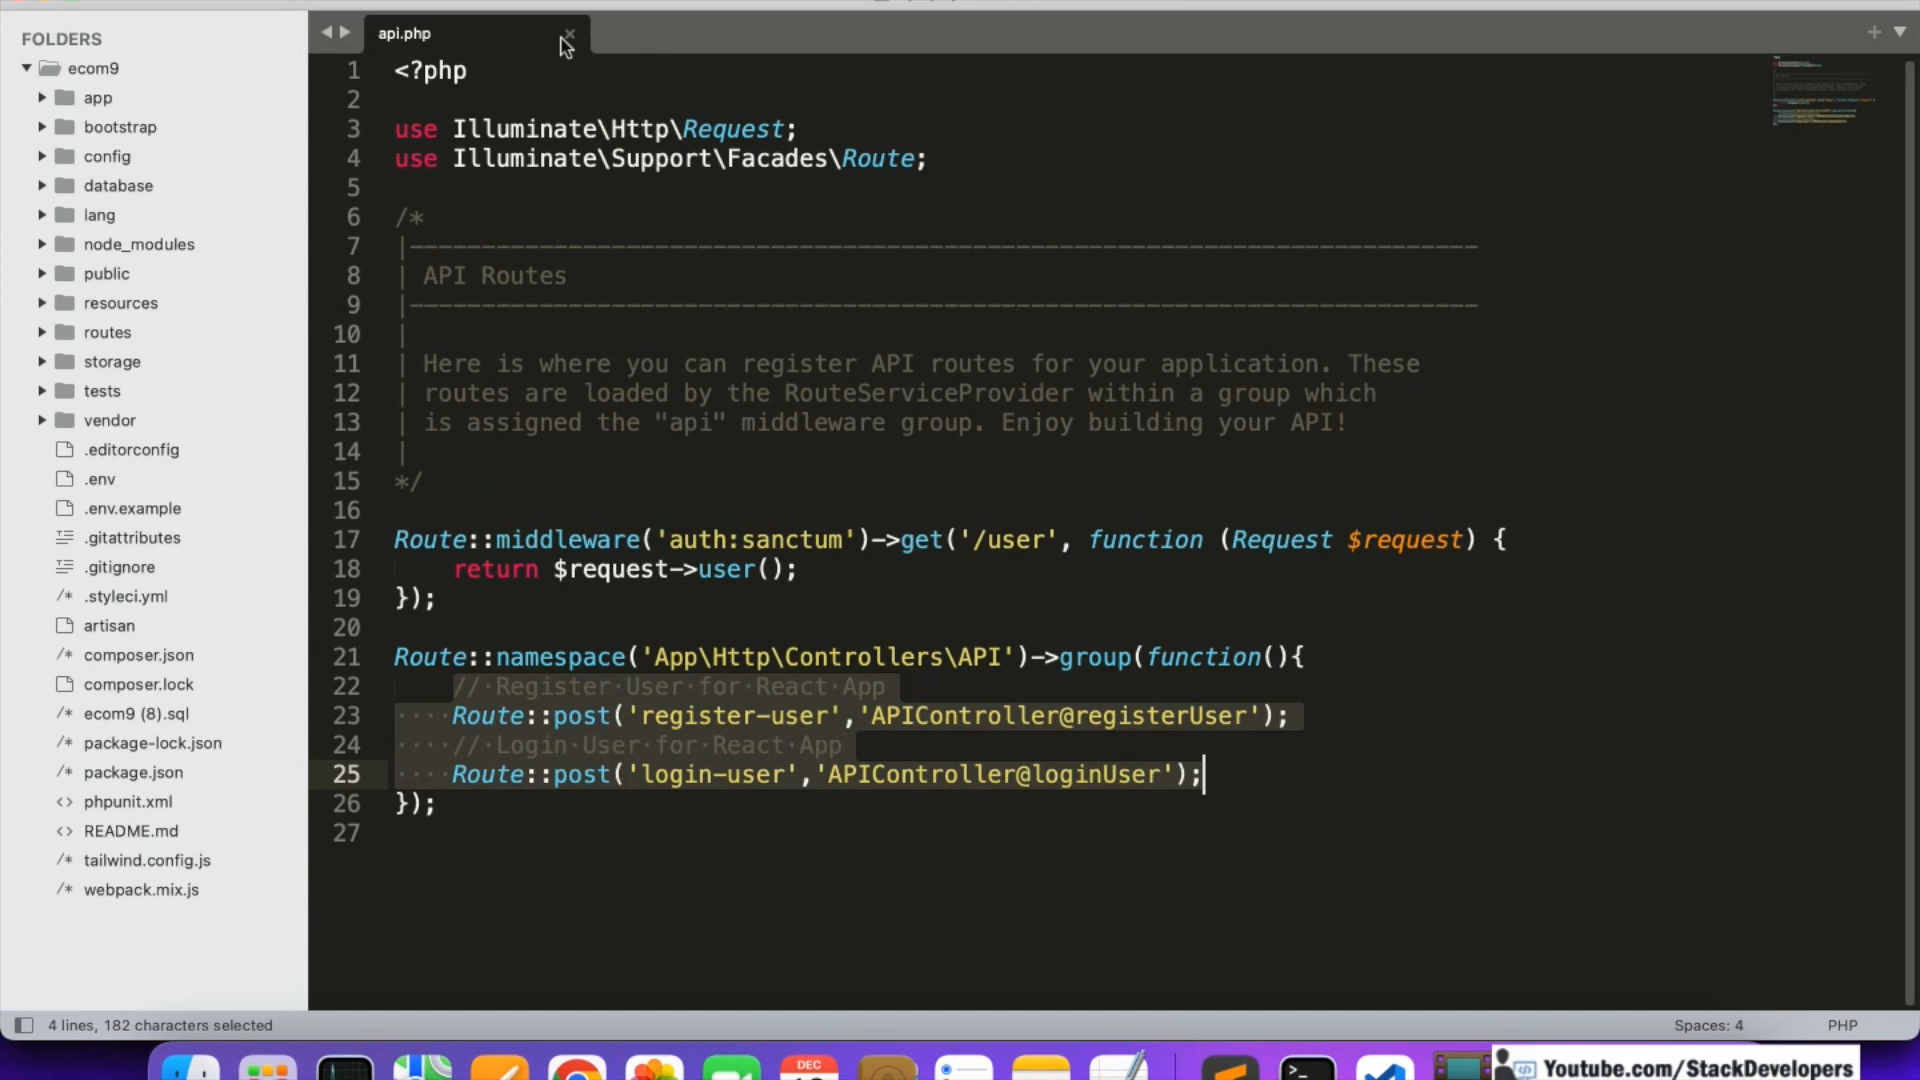 FOLDERS
ecom9
app
bootstrap
config
database
lang
node_modules
public
resources
routes
storage
tests
vendor
.editorconfig
.env
.env.example
.gitattributes
.gitignore
.styleci.yml
artisan
composer.json
composer.lock
ecom9 (8).sql
package-lock.json
package.json
phpunit.xml
README.md
tailwind.config.js
webpack.mix.js
api.php
1 <?php
2
3 use Illuminate\Http\Request;
4 use Illuminate\Support\Facades\Route;
5
6 /*
7 |--------------------------------------------------------------------------
8 | API Routes
9 |--------------------------------------------------------------------------
10 |
11 | Here is where you can register API routes for your application. These
12 | routes are loaded by the RouteServiceProvider within a group which
13 | is assigned the "api" middleware group. Enjoy building your API!
14 |
15 */
16
17 Route::middleware('auth:sanctum')->get('/user', function (Request $request) {
18 return $request->user();
19 });
20
21 Route::namespace('App\Http\Controllers\API')->group(function(){
22 // Register User for React App
23 Route::post('register-user','APIController@registerUser');
24 // Login User for React App
25 Route::post('login-user','APIController@loginUser');
26 });
27
4 lines, 182 characters selected
Spaces: 4
PHP
DEC
Youtube.com/StackDevelopers